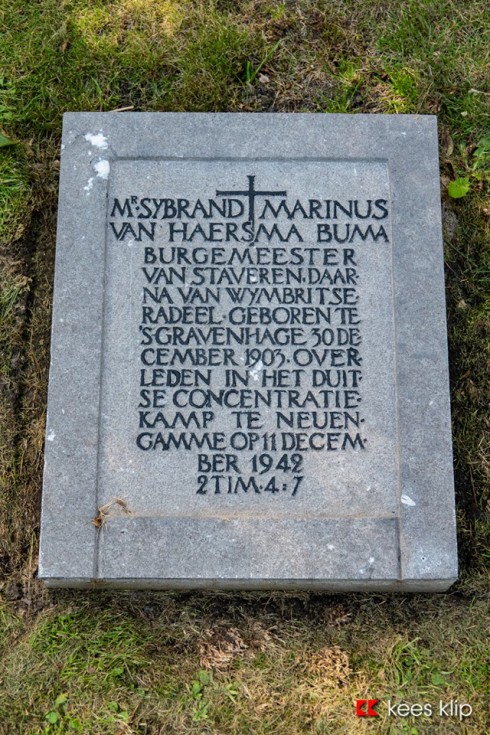 MR. SYBRAND MARINUS
VAN HAERSMA BUMA
BURGEMEESTER
VAN STAVEREN·DAAR-
NA VAN WYMBRITSE-
RADEEL·GEBOREN TE
'SGRAVENHAGE 30 DE
CEMBER 1903·OVER
LEDEN IN HET DUIT-
SE CONCENTRATIE-
KAMP TE NEUEN-
GAMME OP 11 DECEM-
BER 1942
2 TIM·4:7
kees klip